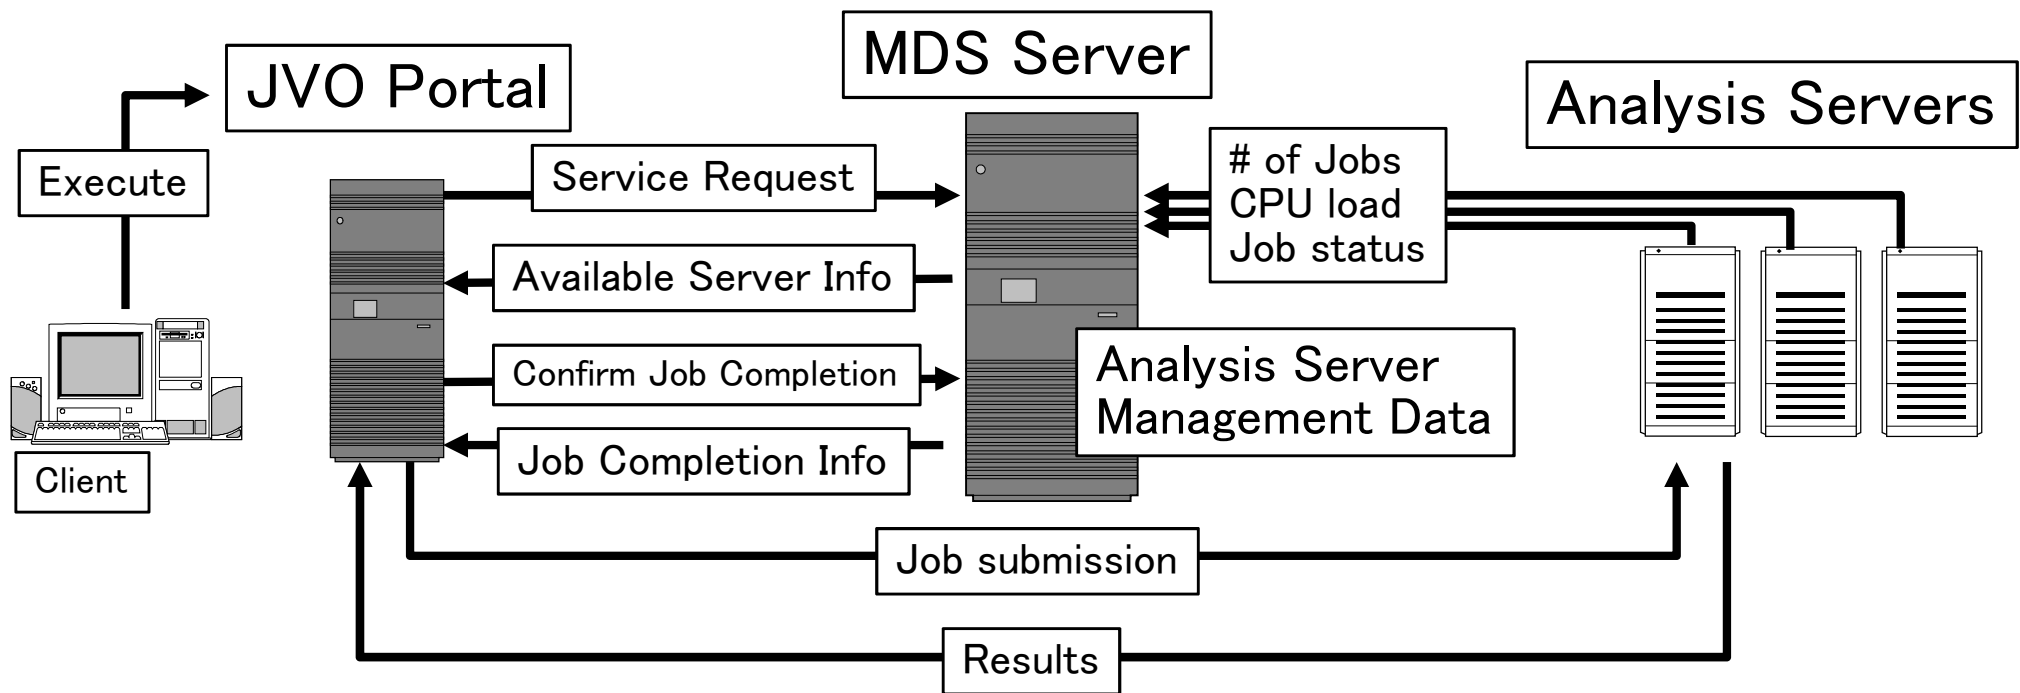 MDS Server
JVO Portal
Analysis Servers
Execute
Service Request
# of Jobs
CPU load
Job status
Available Server Info
Confirm Job Completion
Analysis Server
Management Data
Job Completion Info
Client
Job submission
Results